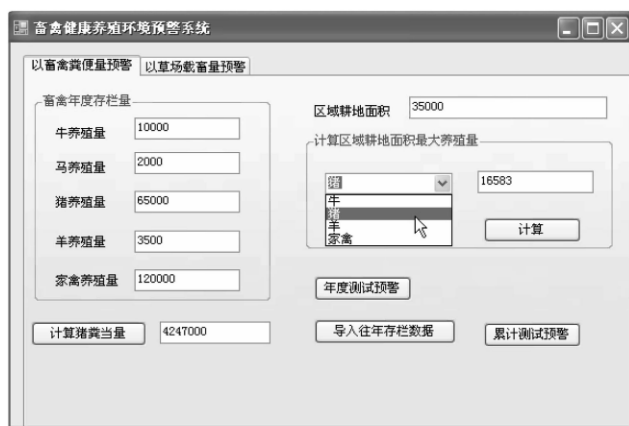 畜禽健康养殖环境预警系统
以畜禽粪便量预警 以草场载畜量预警
畜禽年度存栏量
牛养殖量 10000
马养殖量 2000
猪养殖量 65000
羊养殖量 3500
家禽养殖量 120000
计算猪粪当量 4247000
区域耕地面积 35000
计算区域耕地面积最大养殖量
猪 16583
牛
猪
羊
家禽
计算
年度测试预警
导入往年存栏数据 累计测试预警